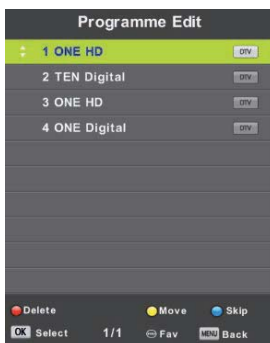 Programme Edit
1 ONE HD DTV
2 TEN Digital DTV
3 ONE HD DTV
4 ONE Digital DTV
Delete Move Skip
OK Select 1/1 Fav MENU Back